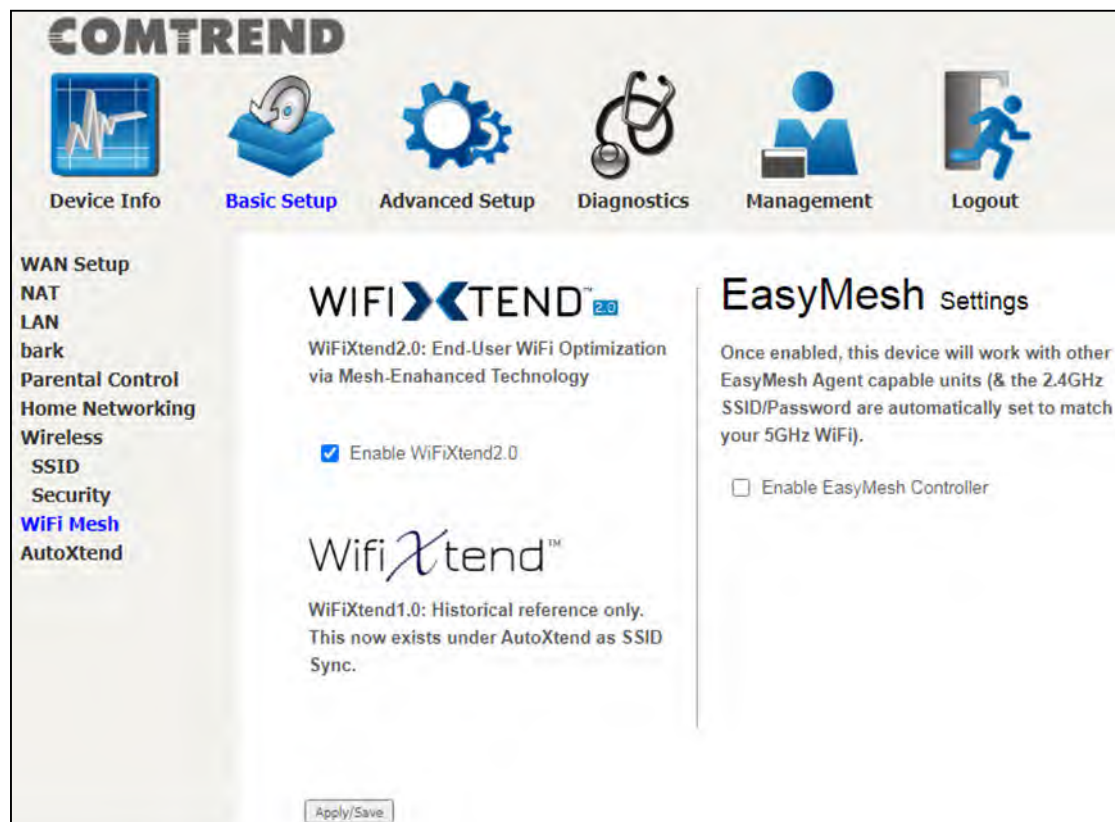 COMTREND
Device Info
Basic Setup
Advanced Setup
Diagnostics
Management
Logout
WAN Setup
NAT
LAN
bark
Parental Control
Home Networking
Wireless
SSID
Security
WiFi Mesh
AutoXtend
WIFI XTEND™ 2.0
WiFiXtend2.0: End-User WiFi Optimization
via Mesh-Enahanced Technology
Enable WiFiXtend2.0
Wifi Xtend™
WiFiXtend1.0: Historical reference only.
This now exists under AutoXtend as SSID
Sync.
EasyMesh Settings
Once enabled, this device will work with other
EasyMesh Agent capable units (& the 2.4GHz
SSID/Password are automatically set to match
your 5GHz WiFi).
Enable EasyMesh Controller
Apply/Save